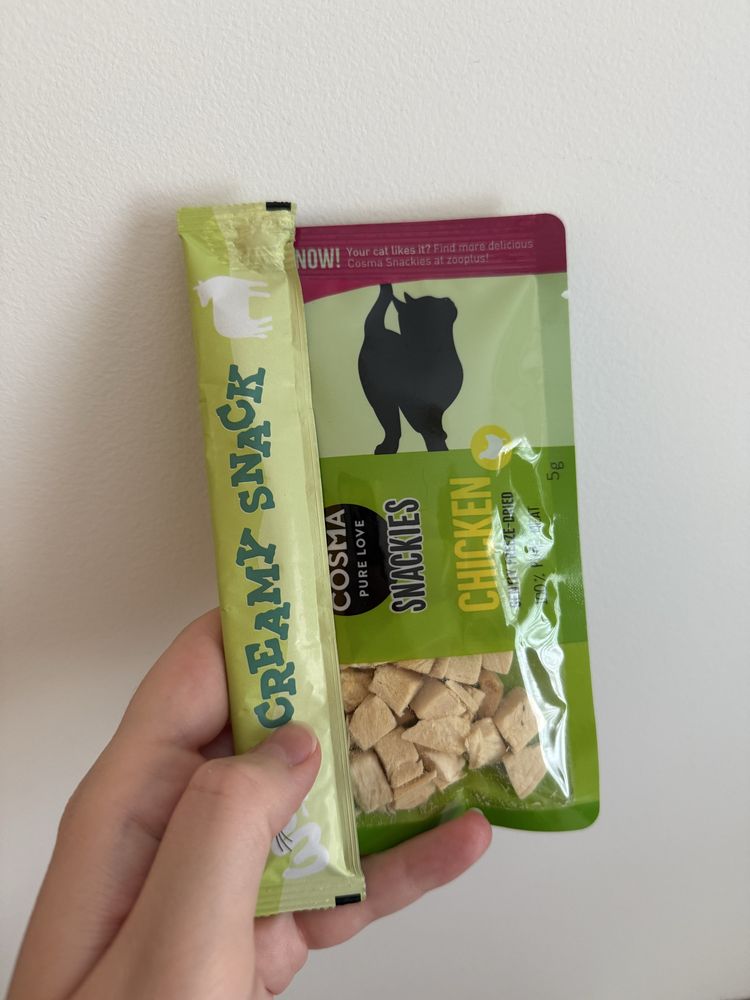 NOW!
Your cat likes it? Find more delicious
Cosma Snackies at zooplus!
CREAMY SNACK
COSMA
PURE LOVE
SNACKIES
CHICKEN
5g